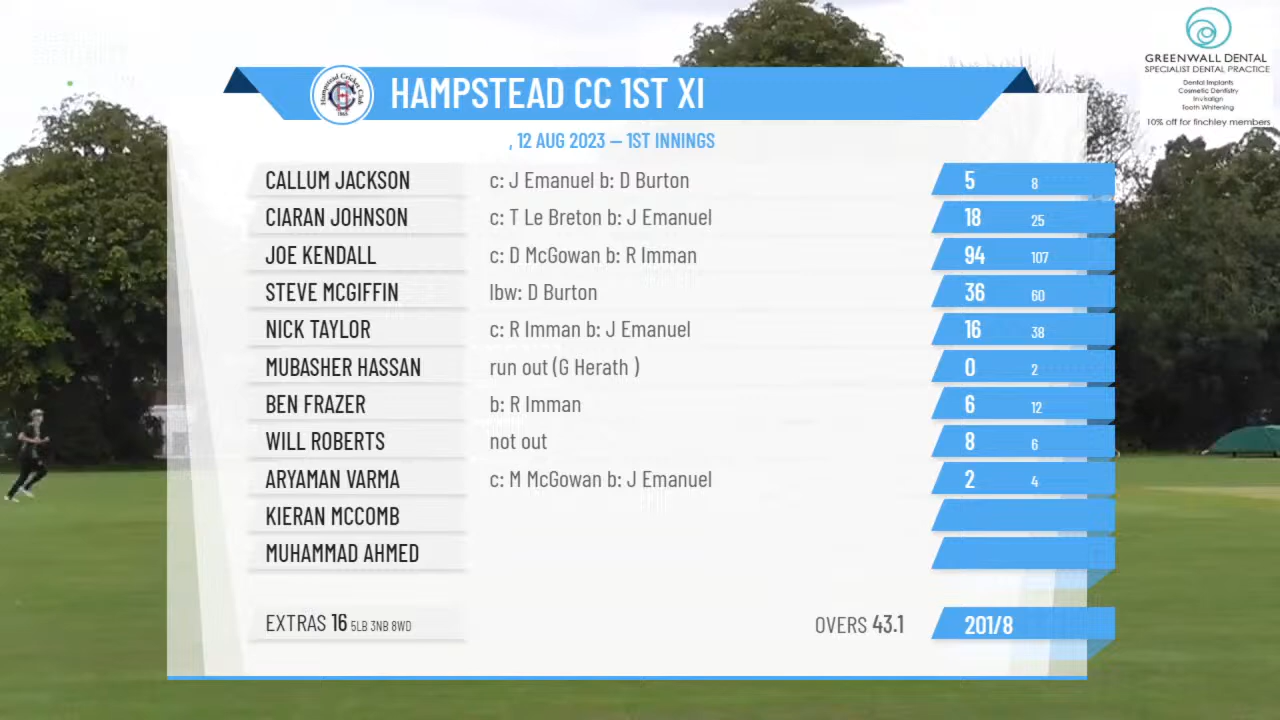 GREENWALL DENTAL
SPECIALIST DENTAL PRACTICE
Dental Implants
Cosmetic Dentistry
Invisalign
Tooth Whitening
10% off for finchley members
Hampstead Cricket Club
HAMPSTEAD CC 1ST XI
, 12 AUG 2023 – 1ST INNINGS
CALLUM JACKSON c: J Emanuel b: D Burton 5 8
CIARAN JOHNSON c: T Le Breton b: J Emanuel 18 25
JOE KENDALL c: D McGowan b: R Imman 94 107
STEVE MCGIFFIN lbw: D Burton 36 60
NICK TAYLOR c: R Imman b: J Emanuel 16 38
MUBASHER HASSAN run out (G Herath ) 0 2
BEN FRAZER b: R Imman 6 12
WILL ROBERTS not out 8 6
ARYAMAN VARMA c: M McGowan b: J Emanuel 2 4
KIERAN MCCOMB
MUHAMMAD AHMED
EXTRAS 16 5LB 3NB 8WD OVERS 43.1 201/8